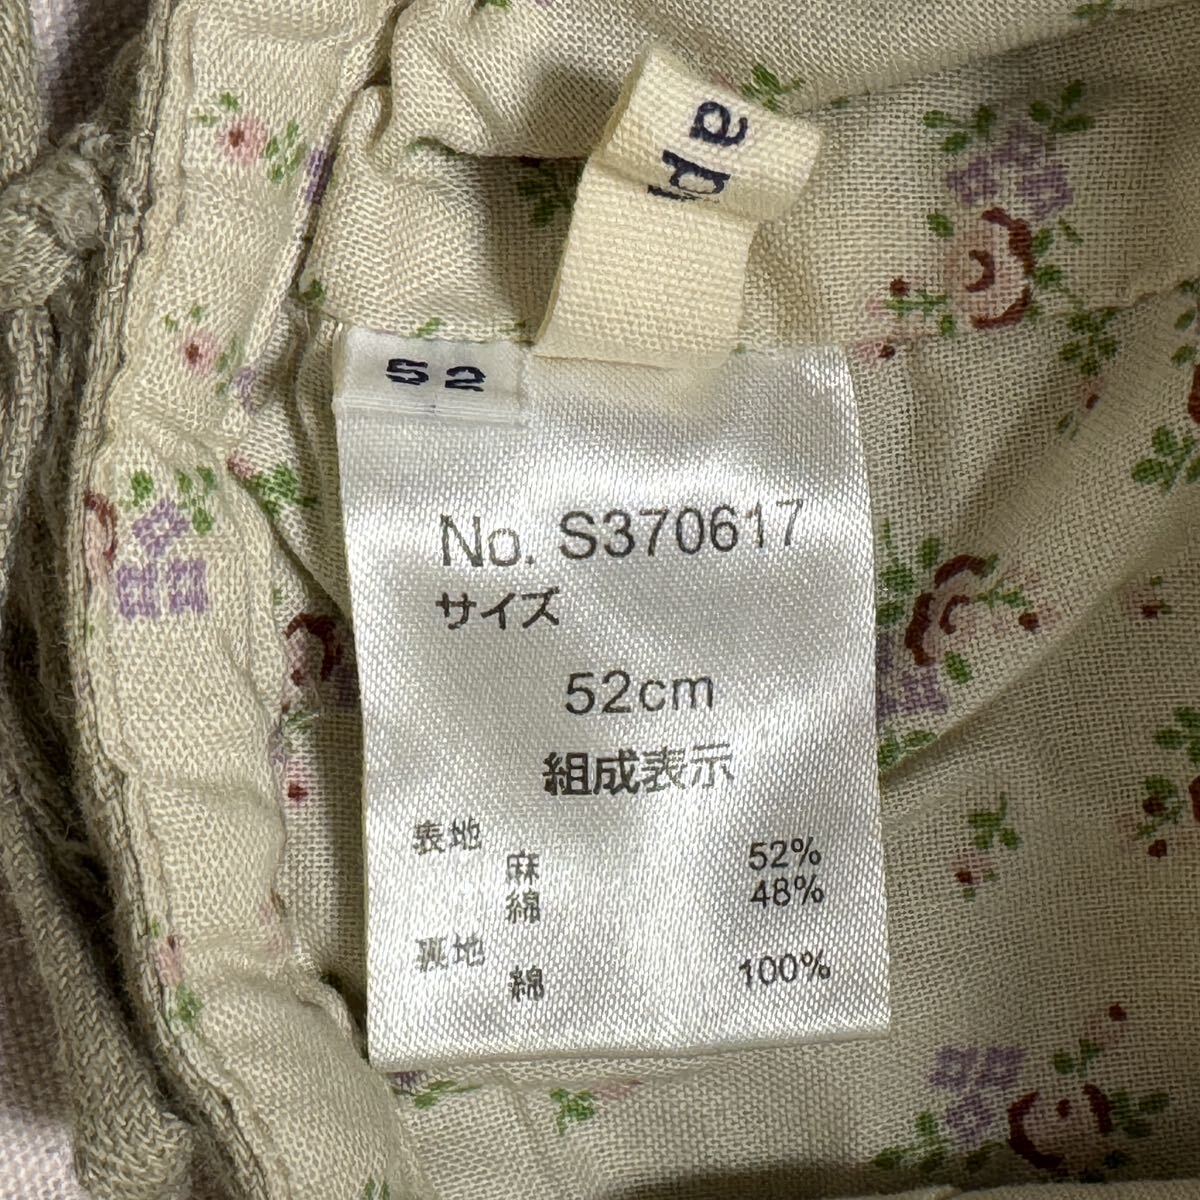 52
No. S370617
サイズ
52cm
組成表示
表地
麻 52%
綿 48%
裏地
綿 100%